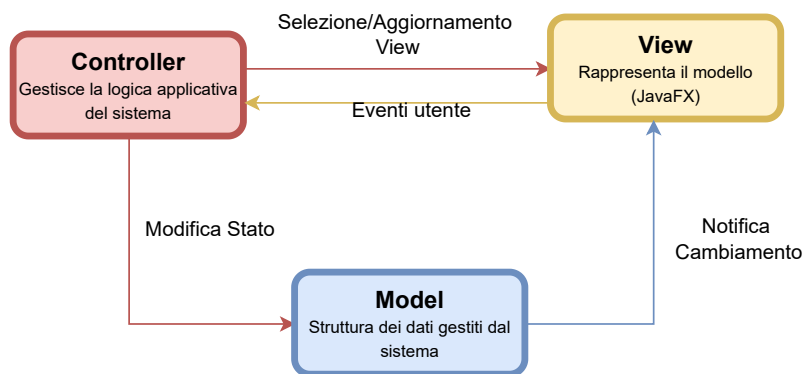 Selezione/Aggiornamento
View
Controller
Gestisce la logica applicativa
del sistema
View
Rappresenta il modello
(JavaFX)
Eventi utente
Modifica Stato
Notifica
Cambiamento
Model
Struttura dei dati gestiti dal
sistema